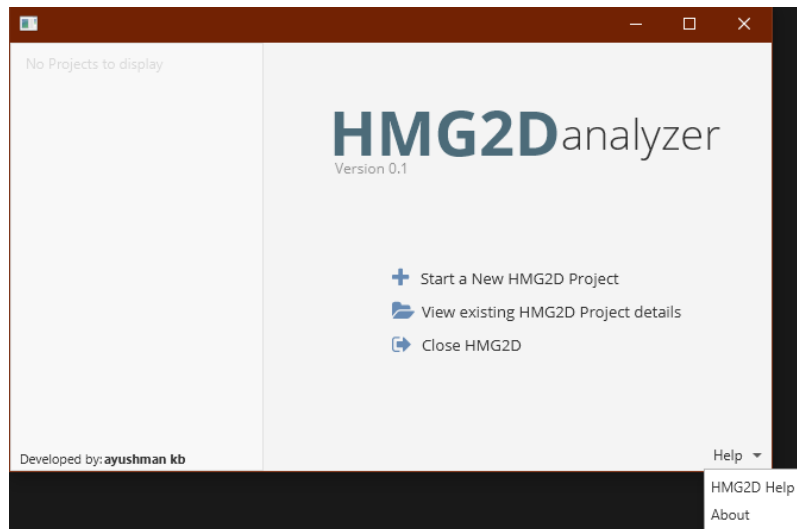 No Projects to display
HMG2Danalyzer
Version 0.1
Start a New HMG2D Project
View existing HMG2D Project details
Close HMG2D
Developed by: ayushman kb
Help
HMG2D Help
About